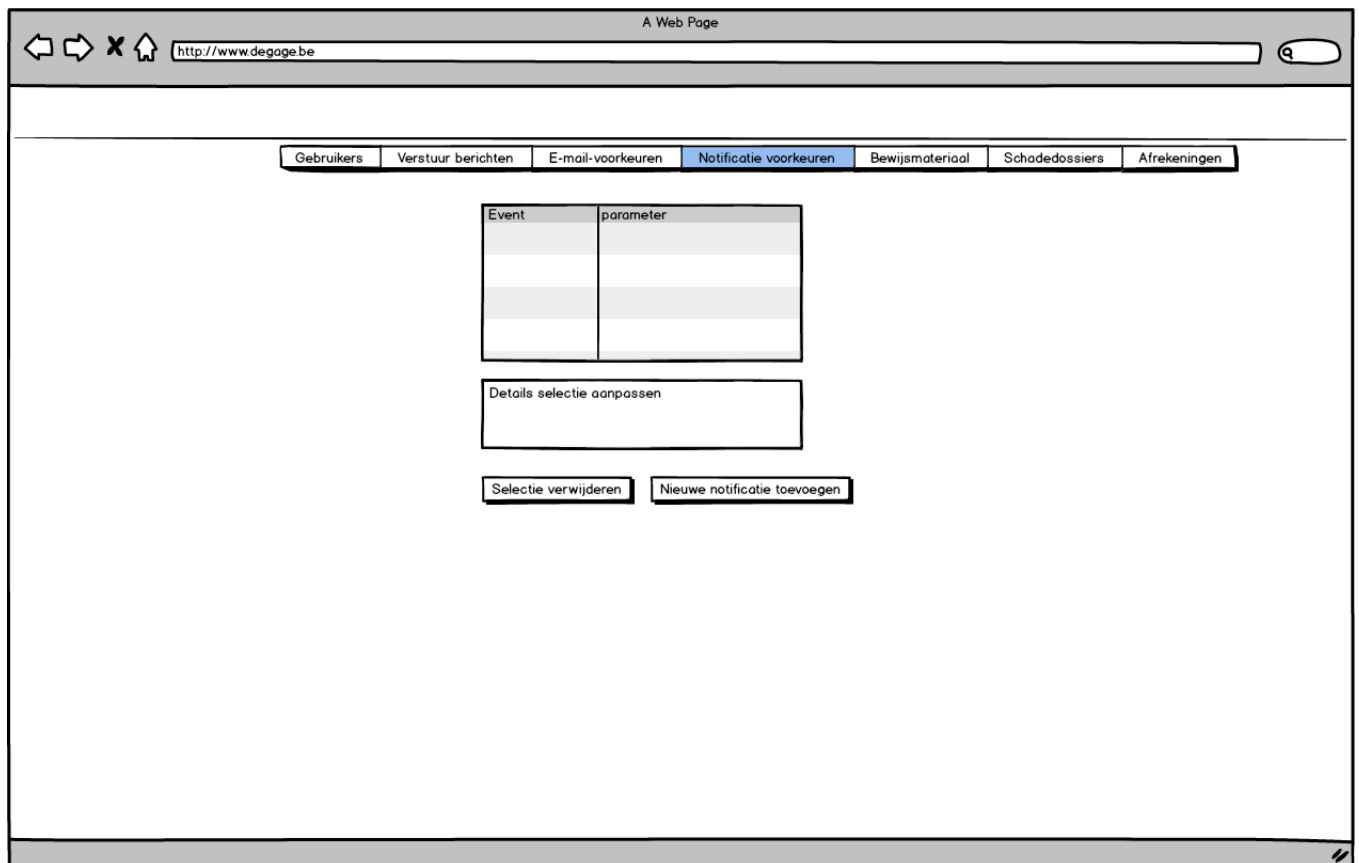 A Web Page
http://www.degage.be
Gebruikers Verstuur berichten E-mail-voorkeuren Notificatie voorkeuren Bewijsmateriaal Schadedossiers Afrekeningen
Event parameter
Details selectie aanpassen
Selectie verwijderen Nieuwe notificatie toevoegen